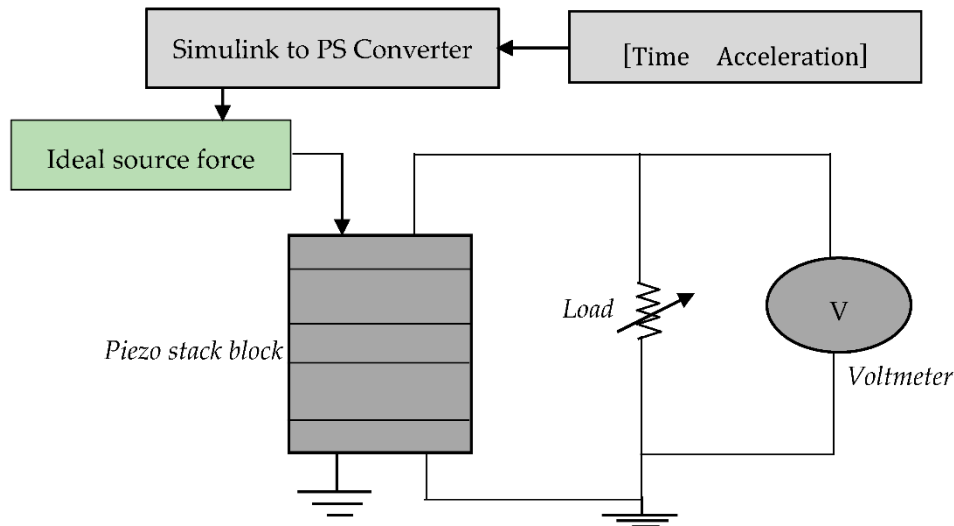 Simulink to PS Converter
[Time Acceleration]
Ideal source force
Piezo stack block
Load
V
Voltmeter